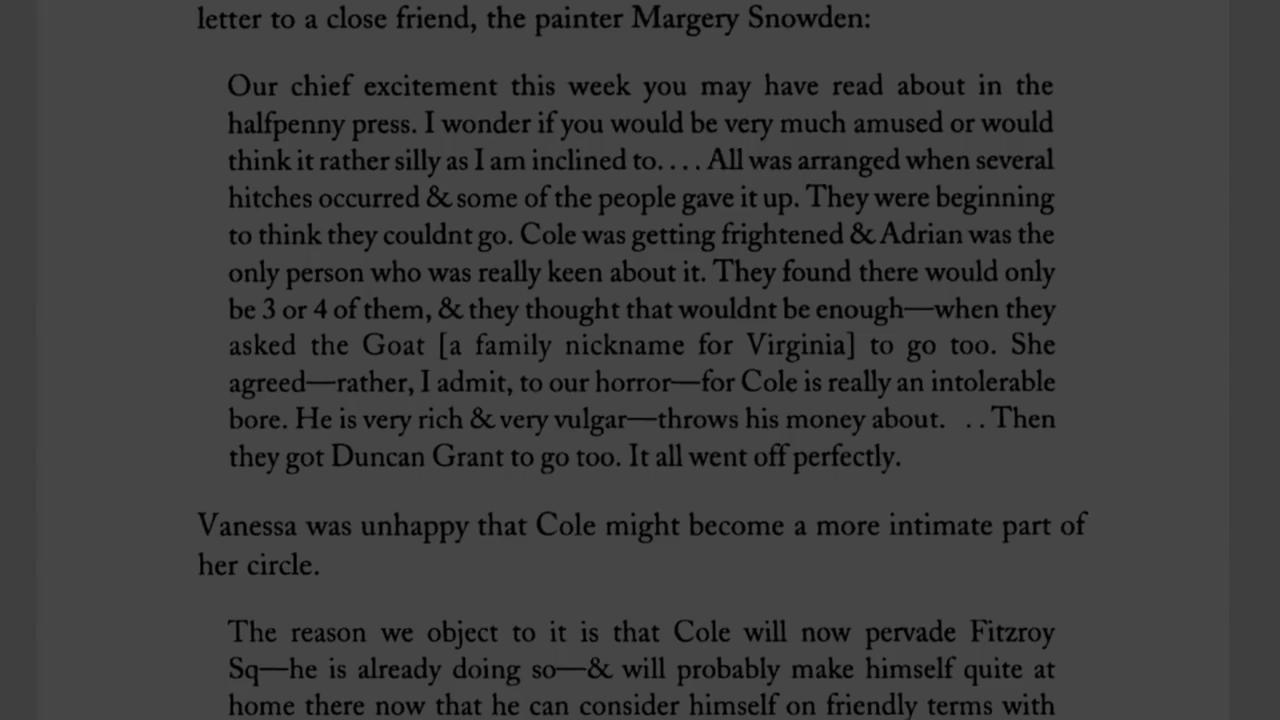 letter to a close friend, the painter Margery Snowden:
Our chief excitement this week you may have read about in the
halfpenny press. I wonder if you would be very much amused or would
think it rather silly as I am inclined to. . . . All was arranged when several
hitches occurred & some of the people gave it up. They were beginning
to think they couldnt go. Cole was getting frightened & Adrian was the
only person who was really keen about it. They found there would only
be 3 or 4 of them, & they thought that wouldnt be enough—when they
asked the Goat [a family nickname for Virginia] to go too. She
agreed—rather, I admit, to our horror—for Cole is really an intolerable
bore. He is very rich & very vulgar—throws his money about. . . Then
they got Duncan Grant to go too. It all went off perfectly.
Vanessa was unhappy that Cole might become a more intimate part of
her circle.
The reason we object to it is that Cole will now pervade Fitzroy
Sq—he is already doing so—& will probably make himself quite at
home there now that he can consider himself on friendly terms with